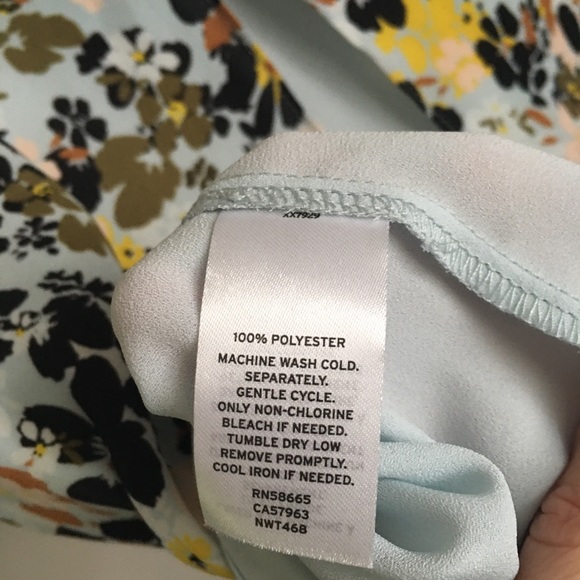 100% POLYESTER
MACHINE WASH COLD.
SEPARATELY.
GENTLE CYCLE.
ONLY NON-CHLORINE
BLEACH IF NEEDED.
TUMBLE DRY LOW
REMOVE PROMPTLY.
COOL IRON IF NEEDED.
RN58665
CA57963
NWT468